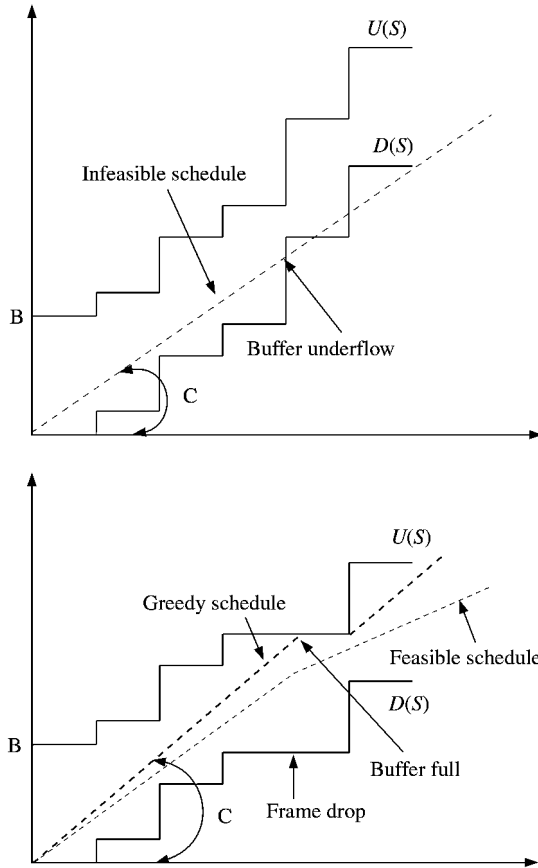 U(S)
D(S)
Infeasible schedule
B
Buffer underflow
C
U(S)
Greedy schedule
Feasible schedule
D(S)
B
Buffer full
C
Frame drop